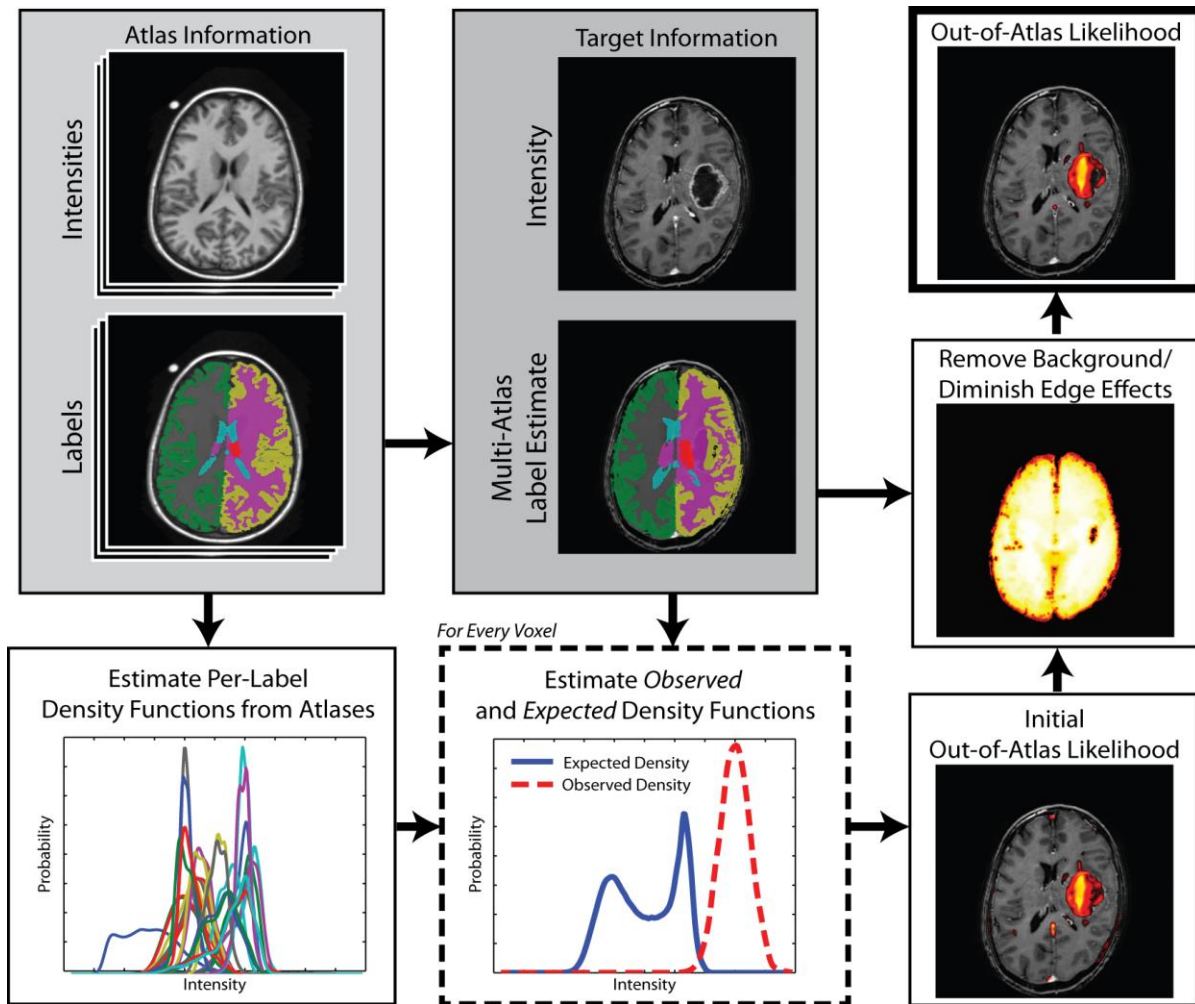 Atlas Information
Intensities
Labels
Target Information
Intensity
Multi-Atlas
Label Estimate
Out-of-Atlas Likelihood
Remove Background/
Diminish Edge Effects
Estimate Per-Label
Density Functions from Atlases
Probability
Intensity
For Every Voxel
Estimate Observed
and Expected Density Functions
Expected Density
Observed Density
Probability
Intensity
Initial
Out-of-Atlas Likelihood